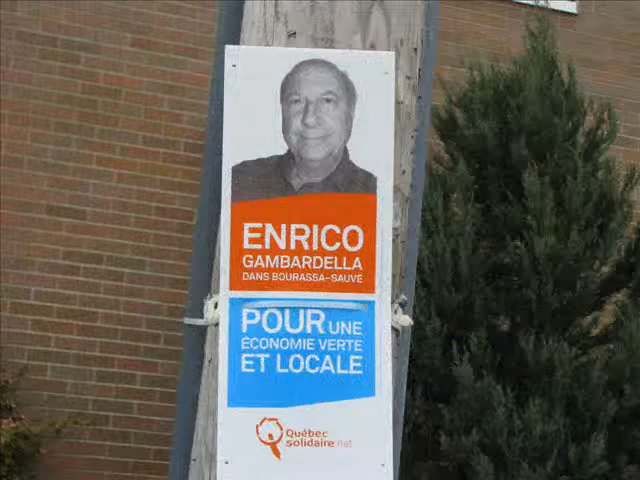 ENRICO
GAMBARDELLA
DANS BOURASSA-SAUVÉ
POUR UNE
ÉCONOMIE VERTE
ET LOCALE
Québec
solidaire.net